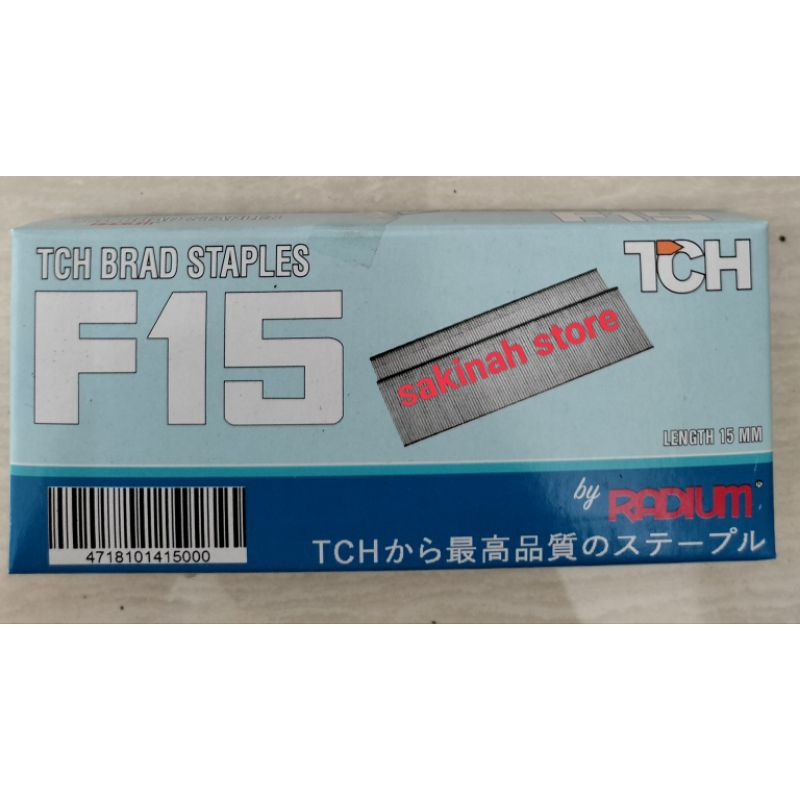 F15
TCH BRAD STAPLES
TCH
F15
sakinah store
LENGTH 15 MM
by RADIUM®
4718101415000
TCHから最高品質のステープル